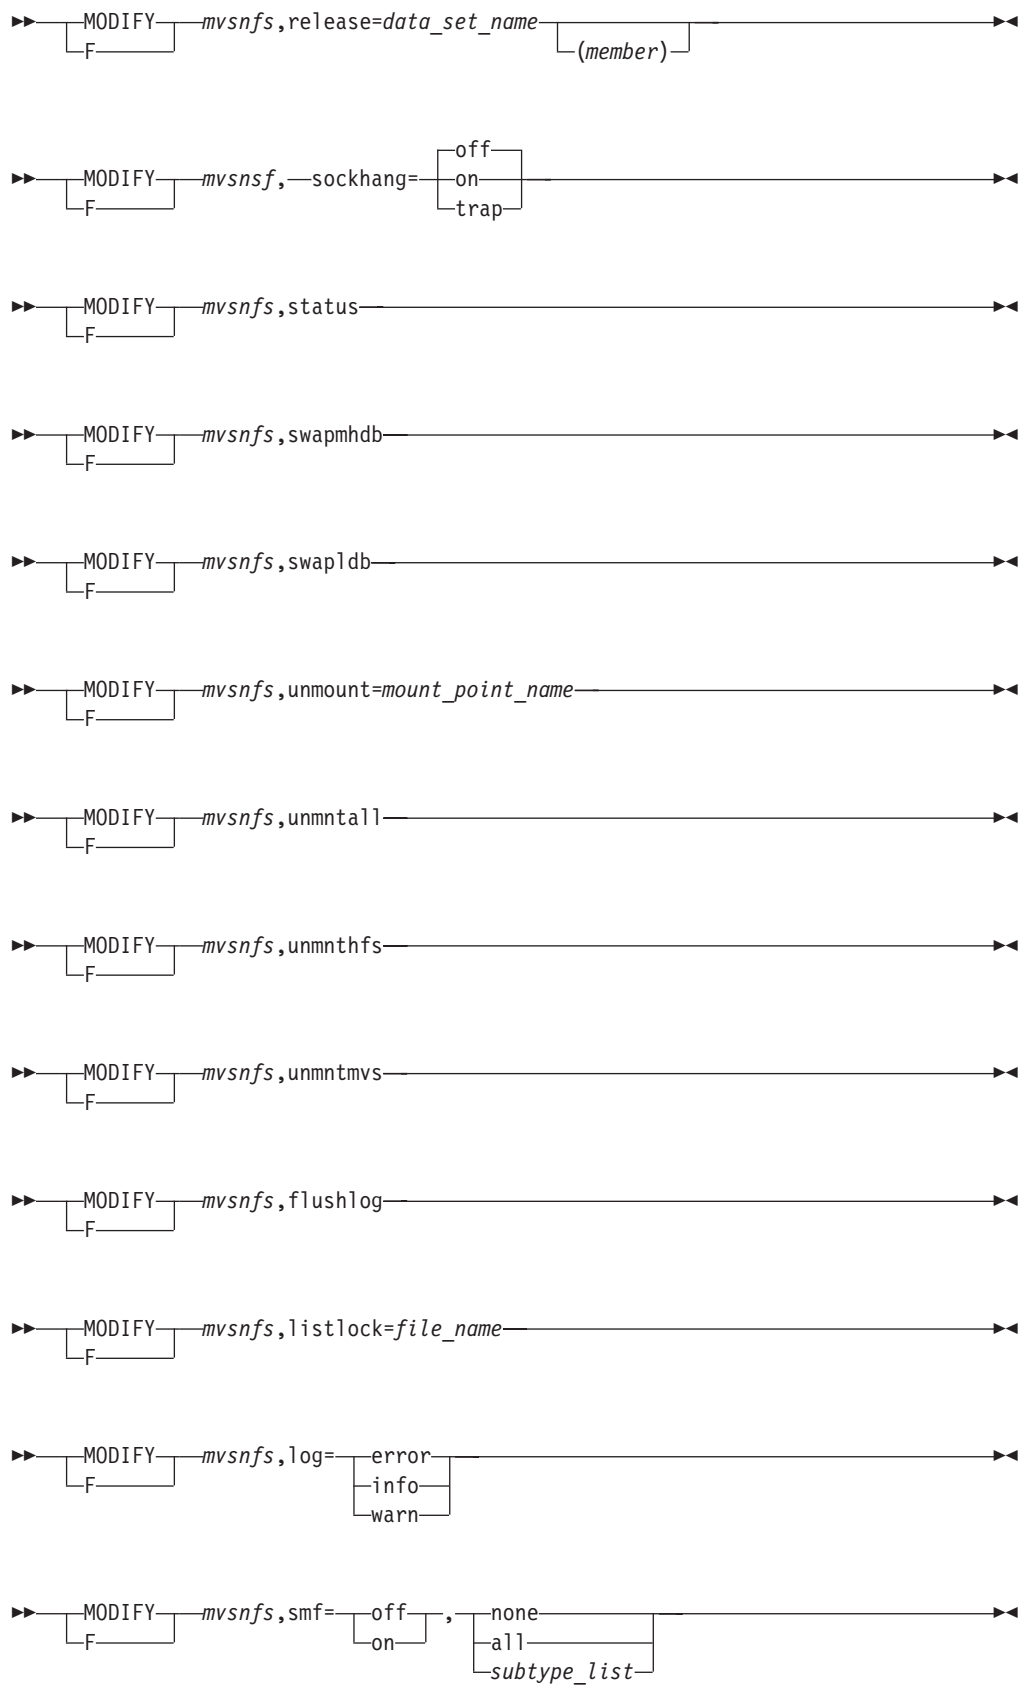 MODIFY mvsnfs,release=data_set_name
F (member)
off
MODIFY mvsnsf, sockhang= on
F trap
MODIFY mvsnfs,status
F
MODIFY mvsnfs,swapmhdb
F
MODIFY mvsnfs,swapldb
F
MODIFY mvsnfs,unmount=mount_point_name
F
MODIFY mvsnfs,unmntall
F
MODIFY mvsnfs,unmnthfs
F
MODIFY mvsnfs,unmntmvs
F
MODIFY mvsnfs,flushlog
F
MODIFY mvsnfs,listlock=file_name
F
MODIFY mvsnfs,log= error
F info
warn
MODIFY mvsnfs,smf= off , none
F on all
subtype_list